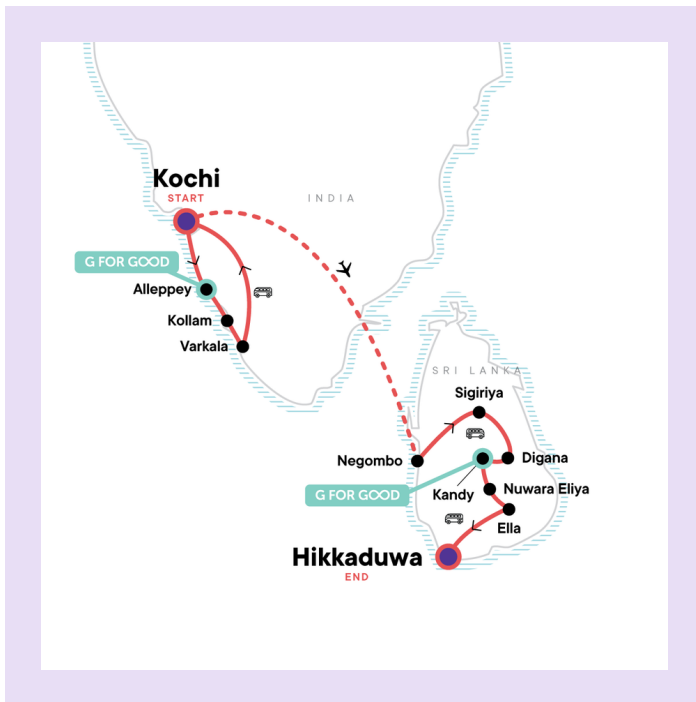 Kochi
START
INDIA
G FOR GOOD
Alleppey
Kollam
Varkala
SRI LANKA
Sigiriya
Negombo
Digana
G FOR GOOD
Kandy
Nuwara Eliya
Ella
Hikkaduwa
END